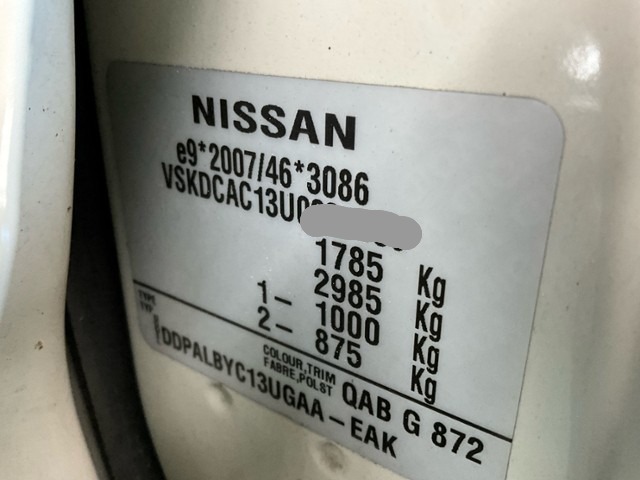 NISSAN
e9*2007/46*3086
VSKDCAC13U0
1785 Kg
2985 Kg
1- 1000 Kg
2- 875 Kg
TYPE
TYP
COLOUR,TRIM
FABRE,POLST
QAB G 872
DDPALBYC13UGAA-EAK